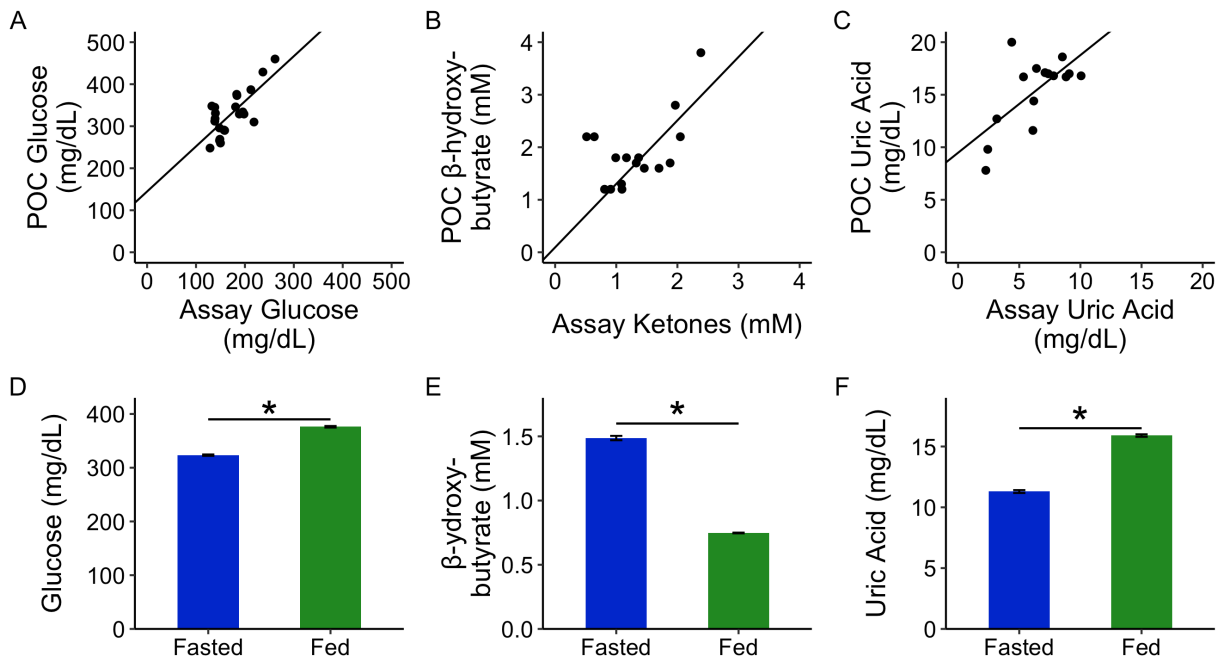 A
POC Glucose
(mg/dL)
500
400
300
200
100
0
0 100 200 300 400 500
Assay Glucose
(mg/dL)
B
POC β-hydroxy-
butyrate (mM)
4
3
2
1
0
0 1 2 3 4
Assay Ketones (mM)
C
POC Uric Acid
(mg/dL)
20
15
10
5
0
0 5 10 15 20
Assay Uric Acid
(mg/dL)
D
Glucose (mg/dL)
400
300
200
100
0
*
Fasted Fed
E
β-ydroxy-
butyrate (mM)
1.5
1.0
0.5
0.0
*
Fasted Fed
F
Uric Acid (mg/dL)
15
10
5
0
*
Fasted Fed